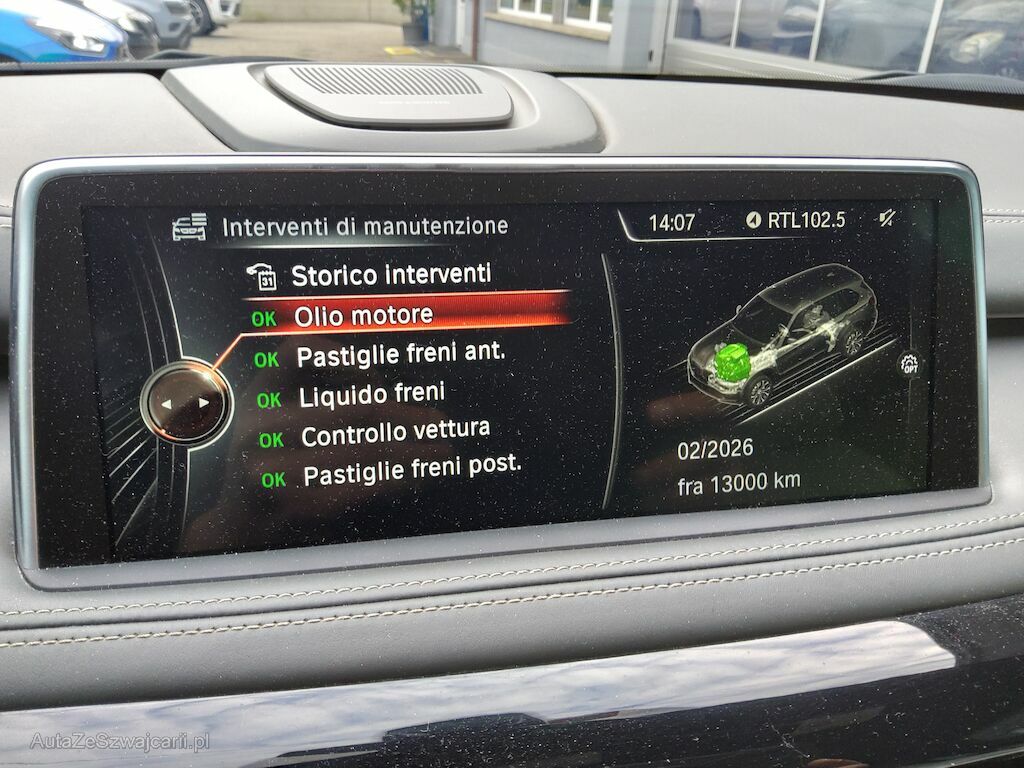 Interventi di manutenzione
14:07
RTL102.5
31 Storico interventi
OK Olio motore
OK Pastiglie freni ant.
OK Liquido freni
OK Controllo vettura
OK Pastiglie freni post.
OPT
02/2026
fra 13000 km
AutaZeSzwajcarii.pl